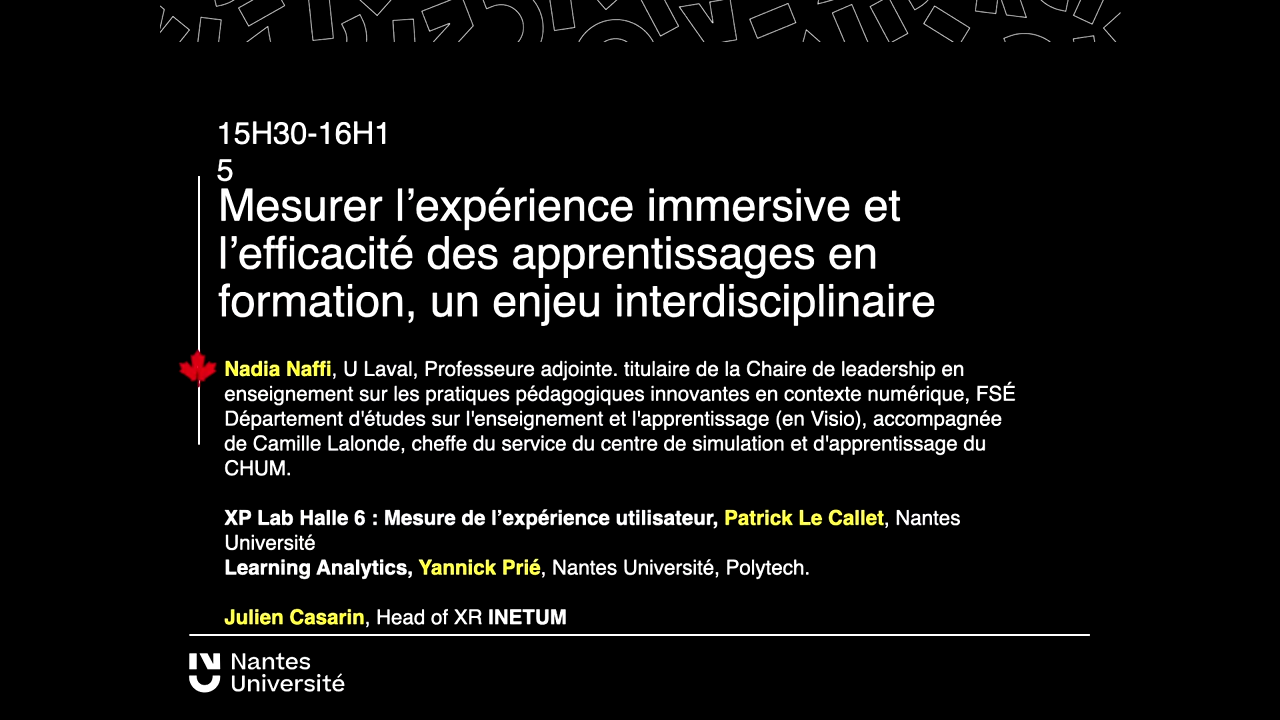 15H30-16H1
5
Mesurer l’expérience immersive et
l’efficacité des apprentissages en
formation, un enjeu interdisciplinaire
Nadia Naffi, U Laval, Professeure adjointe. titulaire de la Chaire de leadership en
enseignement sur les pratiques pédagogiques innovantes en contexte numérique, FSÉ
Département d'études sur l'enseignement et l'apprentissage (en Visio), accompagnée
de Camille Lalonde, cheffe du service du centre de simulation et d'apprentissage du
CHUM.
XP Lab Halle 6 : Mesure de l’expérience utilisateur, Patrick Le Callet, Nantes
Université
Learning Analytics, Yannick Prié, Nantes Université, Polytech.
Julien Casarin, Head of XR INETUM
Nantes
Université